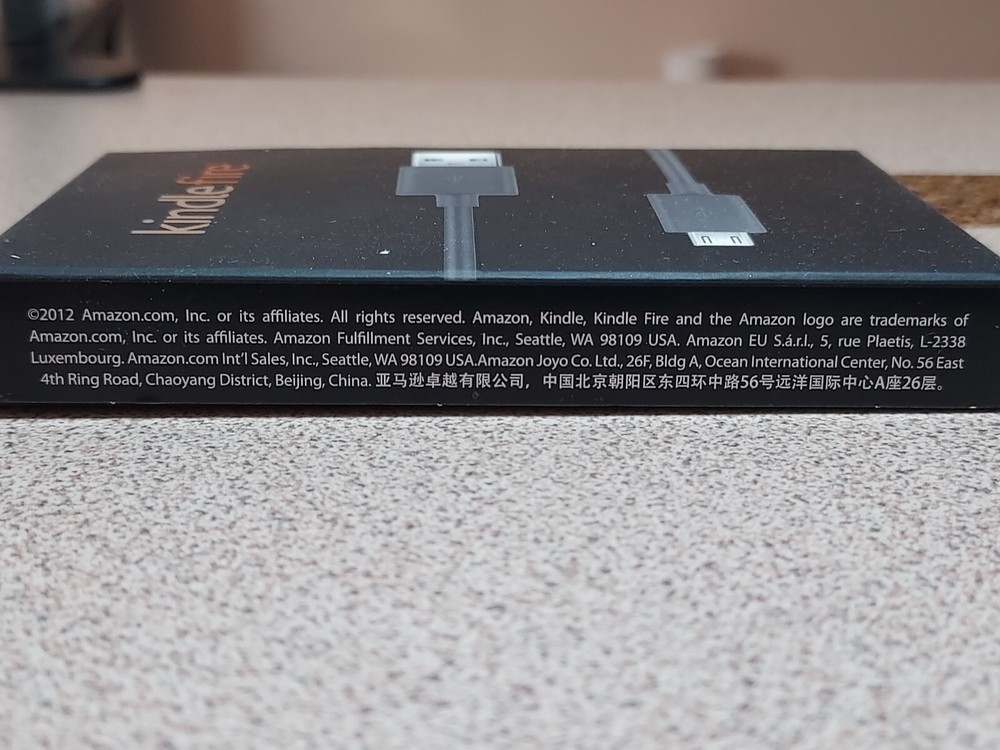 kindle fire
©2012 Amazon.com, Inc. or its affiliates. All rights reserved. Amazon, Kindle, Kindle Fire and the Amazon logo are trademarks of
Amazon.com, Inc. or its affiliates. Amazon Fulfillment Services, Inc., Seattle, WA 98109 USA. Amazon EU S.á.r.l., 5, rue Plaetis, L-2338
Luxembourg. Amazon.com Int'l Sales, Inc., Seattle, WA 98109 USA.Amazon Joyo Co. Ltd., 26F, Bldg A, Ocean International Center, No. 56 East
4th Ring Road, Chaoyang District, Beijing, China. 亚马逊卓越有限公司，中国北京朝阳区东四环中路56号远洋国际中心A座26层。